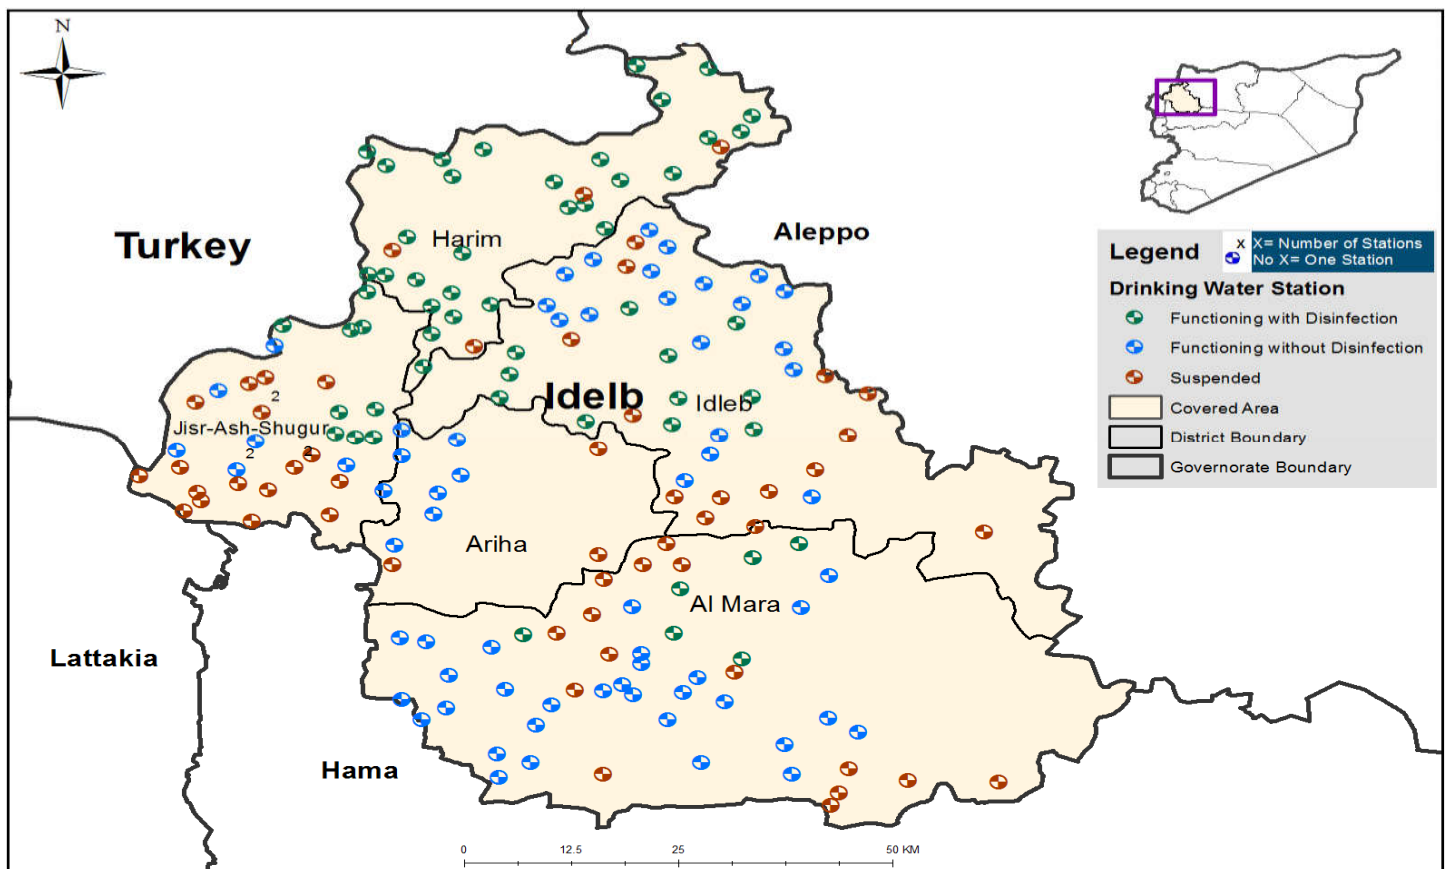 N
Turkey
Harim
Aleppo
Legend
X X= Number of Stations
No X= One Station
Drinking Water Station
Functioning with Disinfection
Functioning without Disinfection
Suspended
Covered Area
District Boundary
Governorate Boundary
2
Idelb
Idleb
Jisr-Ash-Shugur
2
2
Ariha
Al Mara
Lattakia
Hama
0 12.5 25 50 KM